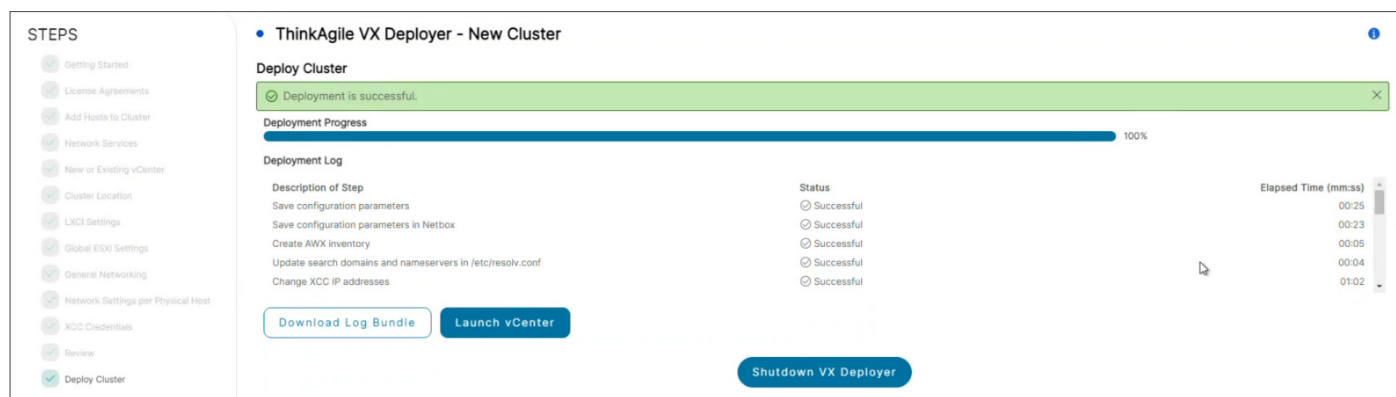 STEPS
Getting Started
License Agreements
Add Hosts to Cluster
Network Services
New or Existing vCenter
Cluster Location
LXCI Settings
Global ESXi Settings
General Networking
Network Settings per Physical Host
XCC Credentials
Review
Deploy Cluster
ThinkAgile VX Deployer - New Cluster
Deploy Cluster
Deployment is successful.
Deployment Progress
100%
Deployment Log
Description of Step Status Elapsed Time (mm:ss)
Save configuration parameters Successful 00:25
Save configuration parameters in Netbox Successful 00:23
Create AWX inventory Successful 00:05
Update search domains and nameservers in /etc/resolv.conf Successful 00:04
Change XCC IP addresses Successful 01:02
Download Log Bundle Launch vCenter
Shutdown VX Deployer